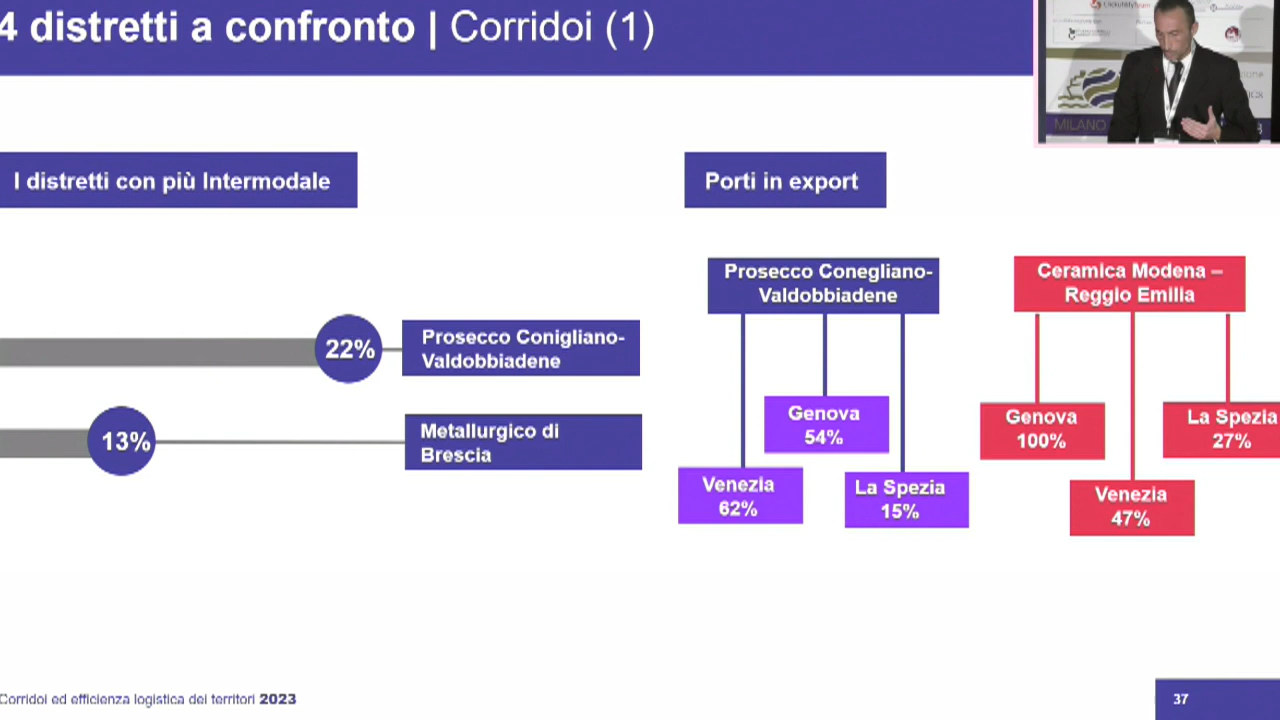 4 distretti a confronto | Corridoi (1)
MILANO
I distretti con più Intermodale
Porti in export
22%
Prosecco Conigliano-
Valdobbiadene
13%
Metallurgico di
Brescia
Prosecco Conegliano-
Valdobbiadene
Genova
54%
Venezia
62%
La Spezia
15%
Ceramica Modena –
Reggio Emilia
Genova
100%
La Spezia
27%
Venezia
47%
Corridoi ed efficienza logistica dei territori 2023
37